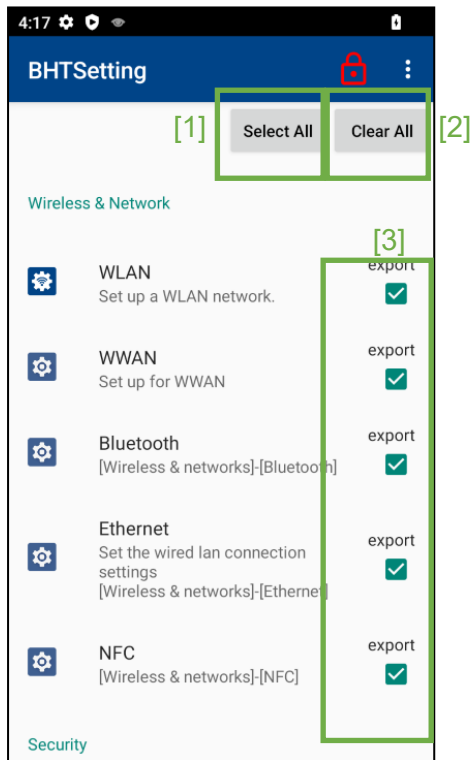 4:17
BHTSetting
[1]
Select All
Clear All
[2]
Wireless & Network
[3]
WLAN
Set up a WLAN network.
export
WWAN
Set up for WWAN
export
Bluetooth
[Wireless & networks]-[Bluetooth]
export
Ethernet
Set the wired lan connection
settings
[Wireless & networks]-[Ethernet]
export
NFC
[Wireless & networks]-[NFC]
export
Security